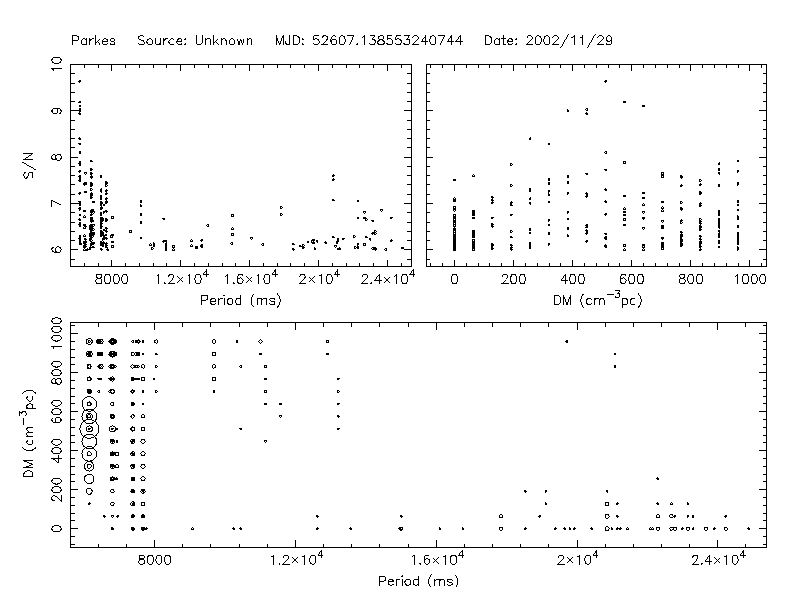 Parkes Source: Unknown MJD: 52607.138553240744 Date: 2002/11/29
10
9
8
7
6
S/N
8000 1.2×10⁴ 1.6×10⁴ 2×10⁴ 2.4×10⁴
Period (ms)
0 200 400 600 800 1000
DM (cm⁻³pc)
1000
800
600
400
200
0
DM (cm⁻³pc)
8000 1.2×10⁴ 1.6×10⁴ 2×10⁴ 2.4×10⁴
Period (ms)